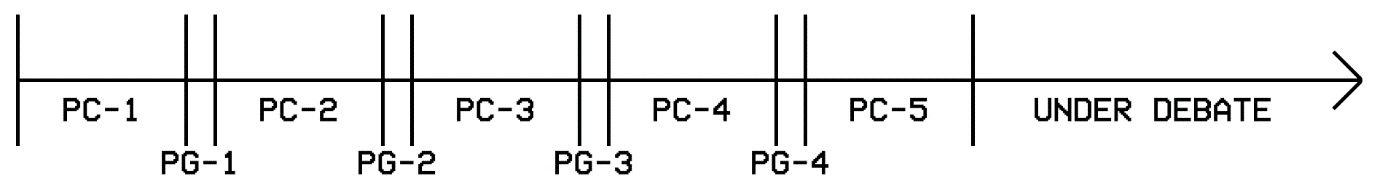 PC-1 PC-2 PC-3 PC-4 PC-5 UNDER DEBATE
PG-1 PG-2 PG-3 PG-4